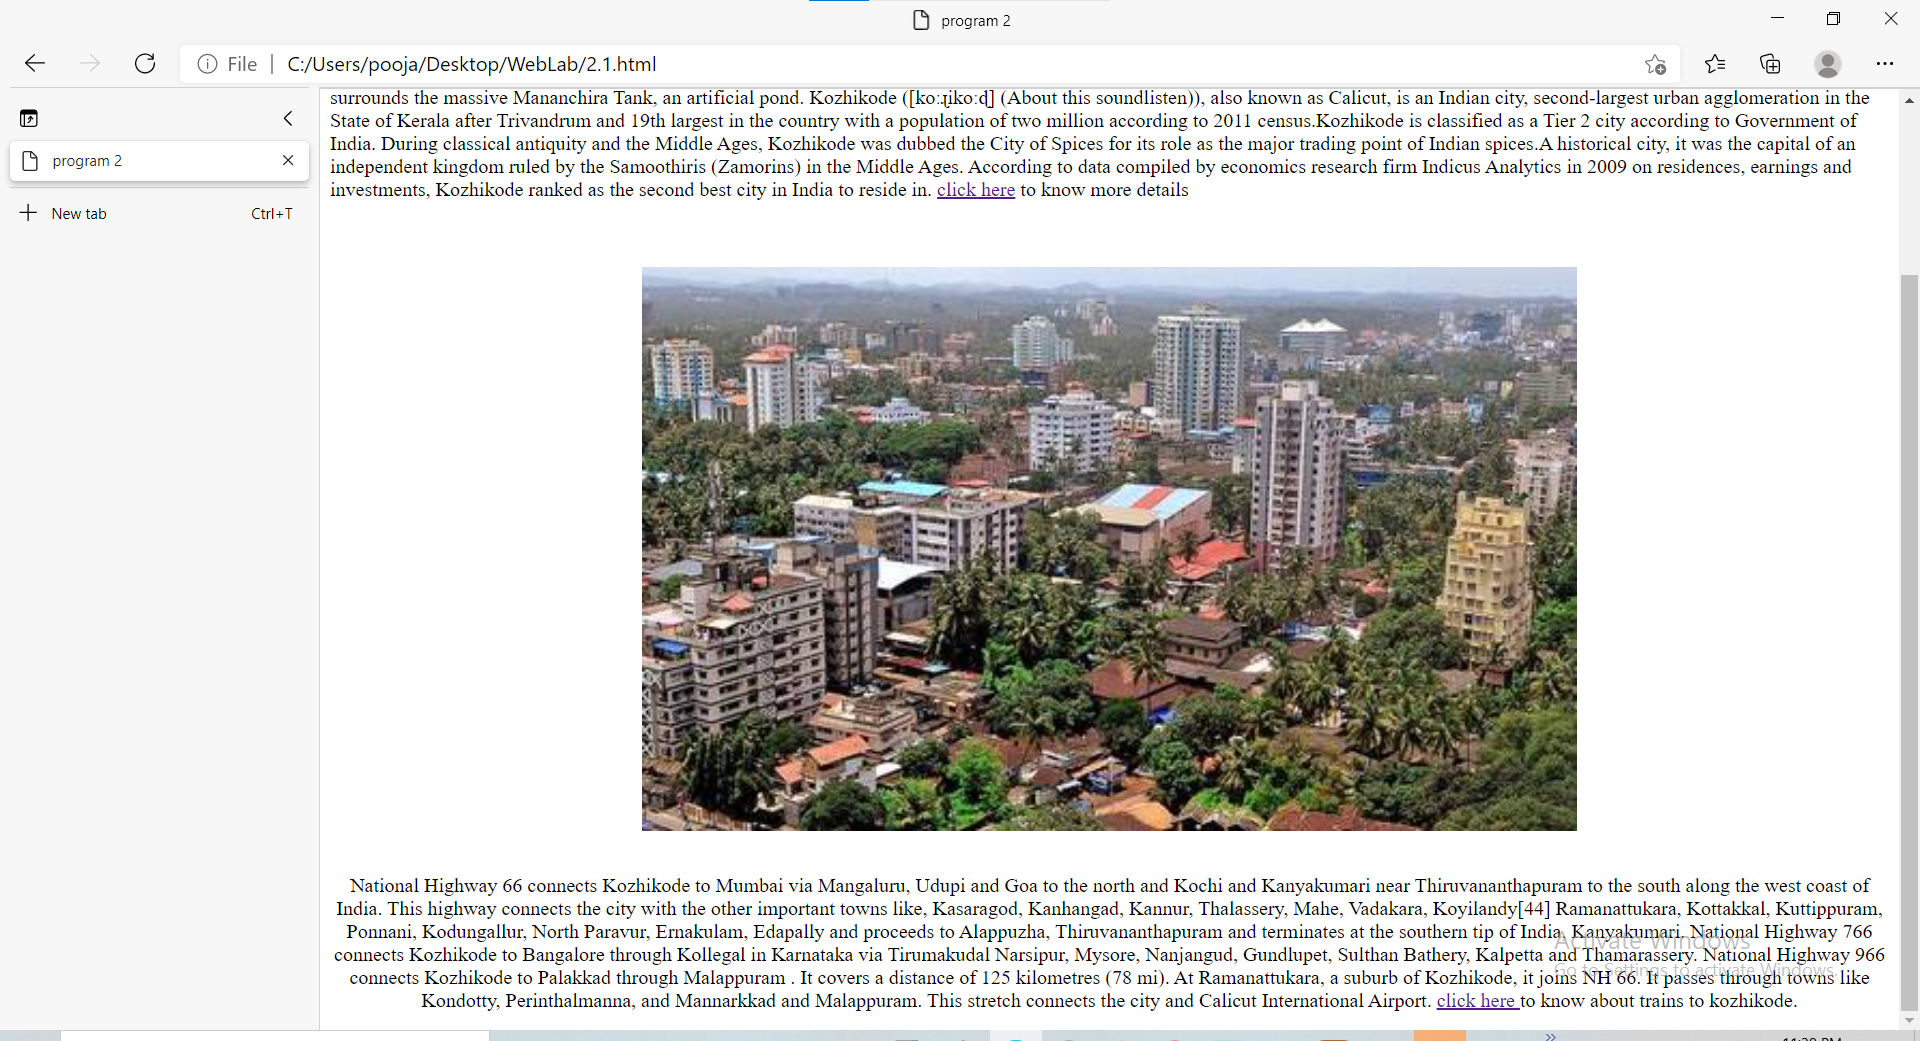 program 2
File
C:/Users/pooja/Desktop/WebLab/2.1.html
program 2
New tab Ctrl+T
surrounds the massive Mananchira Tank, an artificial pond. Kozhikode ([koːɻikoːɖ] (About this soundlisten)), also known as Calicut, is an Indian city, second-largest urban agglomeration in the
State of Kerala after Trivandrum and 19th largest in the country with a population of two million according to 2011 census.Kozhikode is classified as a Tier 2 city according to Government of
India. During classical antiquity and the Middle Ages, Kozhikode was dubbed the City of Spices for its role as the major trading point of Indian spices.A historical city, it was the capital of an
independent kingdom ruled by the Samoothiris (Zamorins) in the Middle Ages. According to data compiled by economics research firm Indicus Analytics in 2009 on residences, earnings and
investments, Kozhikode ranked as the second best city in India to reside in. click here to know more details
National Highway 66 connects Kozhikode to Mumbai via Mangaluru, Udupi and Goa to the north and Kochi and Kanyakumari near Thiruvananthapuram to the south along the west coast of
India. This highway connects the city with the other important towns like, Kasaragod, Kanhangad, Kannur, Thalassery, Mahe, Vadakara, Koyilandy[44] Ramanattukara, Kottakkal, Kuttippuram,
Ponnani, Kodungallur, North Paravur, Ernakulam, Edapally and proceeds to Alappuzha, Thiruvananthapuram and terminates at the southern tip of India, Kanyakumari. National Highway 766
connects Kozhikode to Bangalore through Kollegal in Karnataka via Tirumakudal Narsipur, Mysore, Nanjangud, Gundlupet, Sulthan Bathery, Kalpetta and Thamarassery. National Highway 966
connects Kozhikode to Palakkad through Malappuram . It covers a distance of 125 kilometres (78 mi). At Ramanattukara, a suburb of Kozhikode, it joins NH 66. It passes through towns like
Kondotty, Perinthalmanna, and Mannarkkad and Malappuram. This stretch connects the city and Calicut International Airport. click here to know about trains to kozhikode.
Activate Windows
Go to Settings to activate Windows.